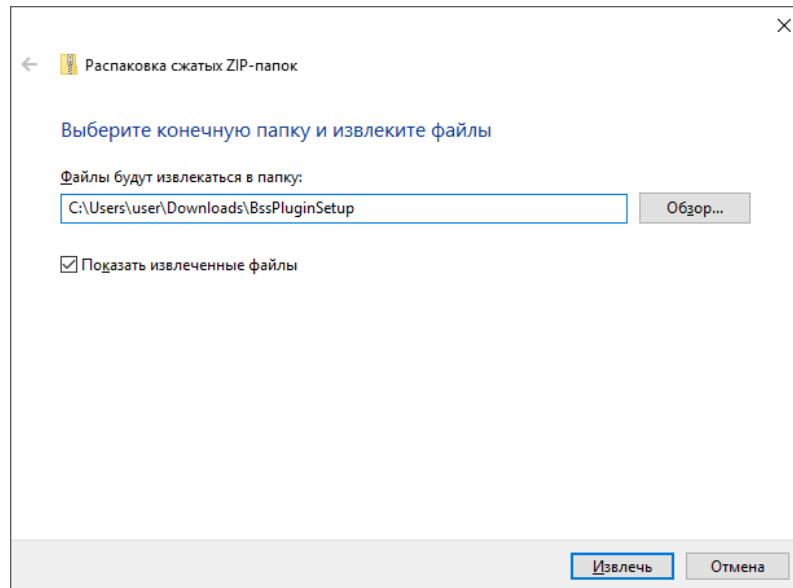 Распаковка сжатых ZIP-папок
Выберите конечную папку и извлеките файлы
Файлы будут извлекаться в папку:
C:\Users\user\Downloads\BssPluginSetup
Обзор...
Показать извлеченные файлы
Извлечь
Отмена